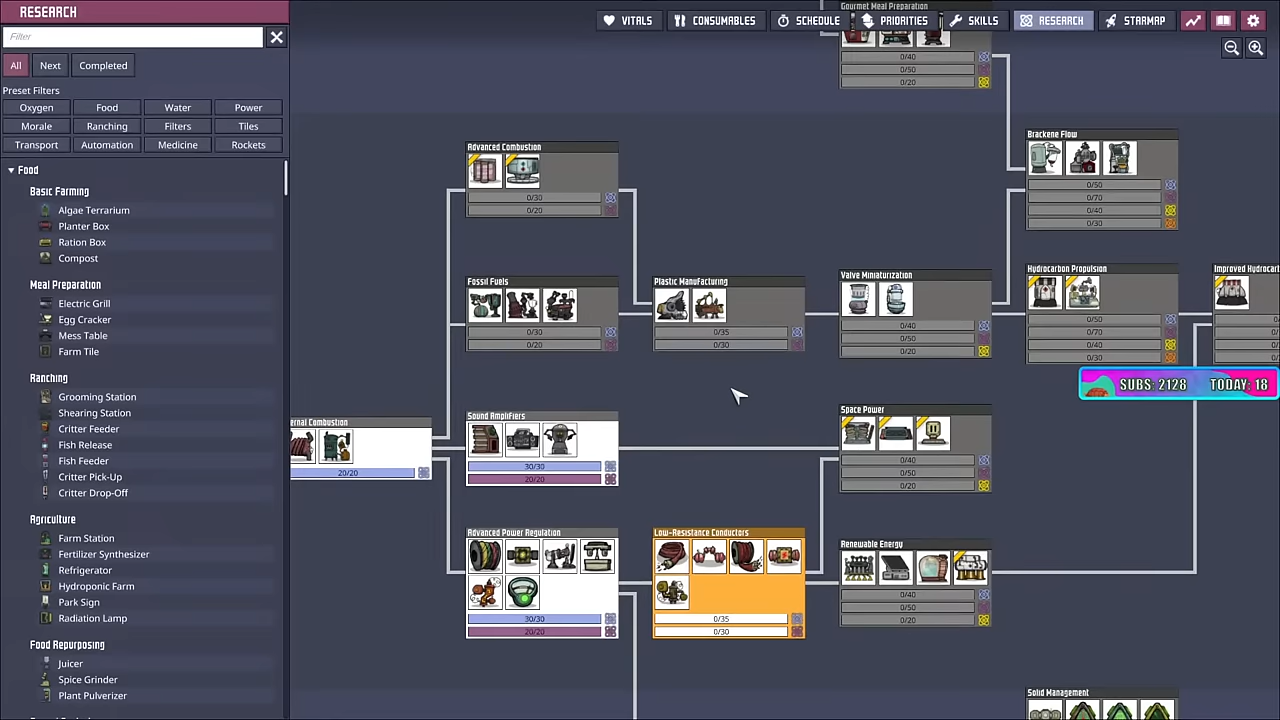 RESEARCH
VITALS
CONSUMABLES
SCHEDULE
PRIORITIES
SKILLS
RESEARCH
STARMAP
Filter
All
Next
Completed
Preset Filters
Oxygen
Food
Water
Power
Morale
Ranching
Filters
Tiles
Transport
Automation
Medicine
Rockets
Food
Basic Farming
Algae Terrarium
Planter Box
Ration Box
Compost
Meal Preparation
Electric Grill
Egg Cracker
Mess Table
Farm Tile
Ranching
Grooming Station
Shearing Station
Critter Feeder
Fish Release
Fish Feeder
Critter Pick-Up
Critter Drop-Off
Agriculture
Farm Station
Fertilizer Synthesizer
Refrigerator
Hydroponic Farm
Park Sign
Radiation Lamp
Food Repurposing
Juicer
Spice Grinder
Plant Pulverizer
Gourmet Meal Preparation
0/40
0/50
0/20
Brackene Flow
0/50
0/70
0/40
0/30
Advanced Combustion
0/30
0/20
Fossil Fuels
0/30
0/20
Plastic Manufacturing
0/35
0/30
Valve Miniaturization
0/40
0/50
0/20
Hydrocarbon Propulsion
0/50
0/70
0/40
0/30
Improved Hydrocar
SUBS: 2128 TODAY: 18
ernal Combustion
20/20
Sound Amplifiers
30/30
20/20
Space Power
0/40
0/50
0/20
Advanced Power Regulation
30/30
20/20
Low-Resistance Conductors
0/35
0/30
Renewable Energy
0/40
0/50
0/20
Solid Management